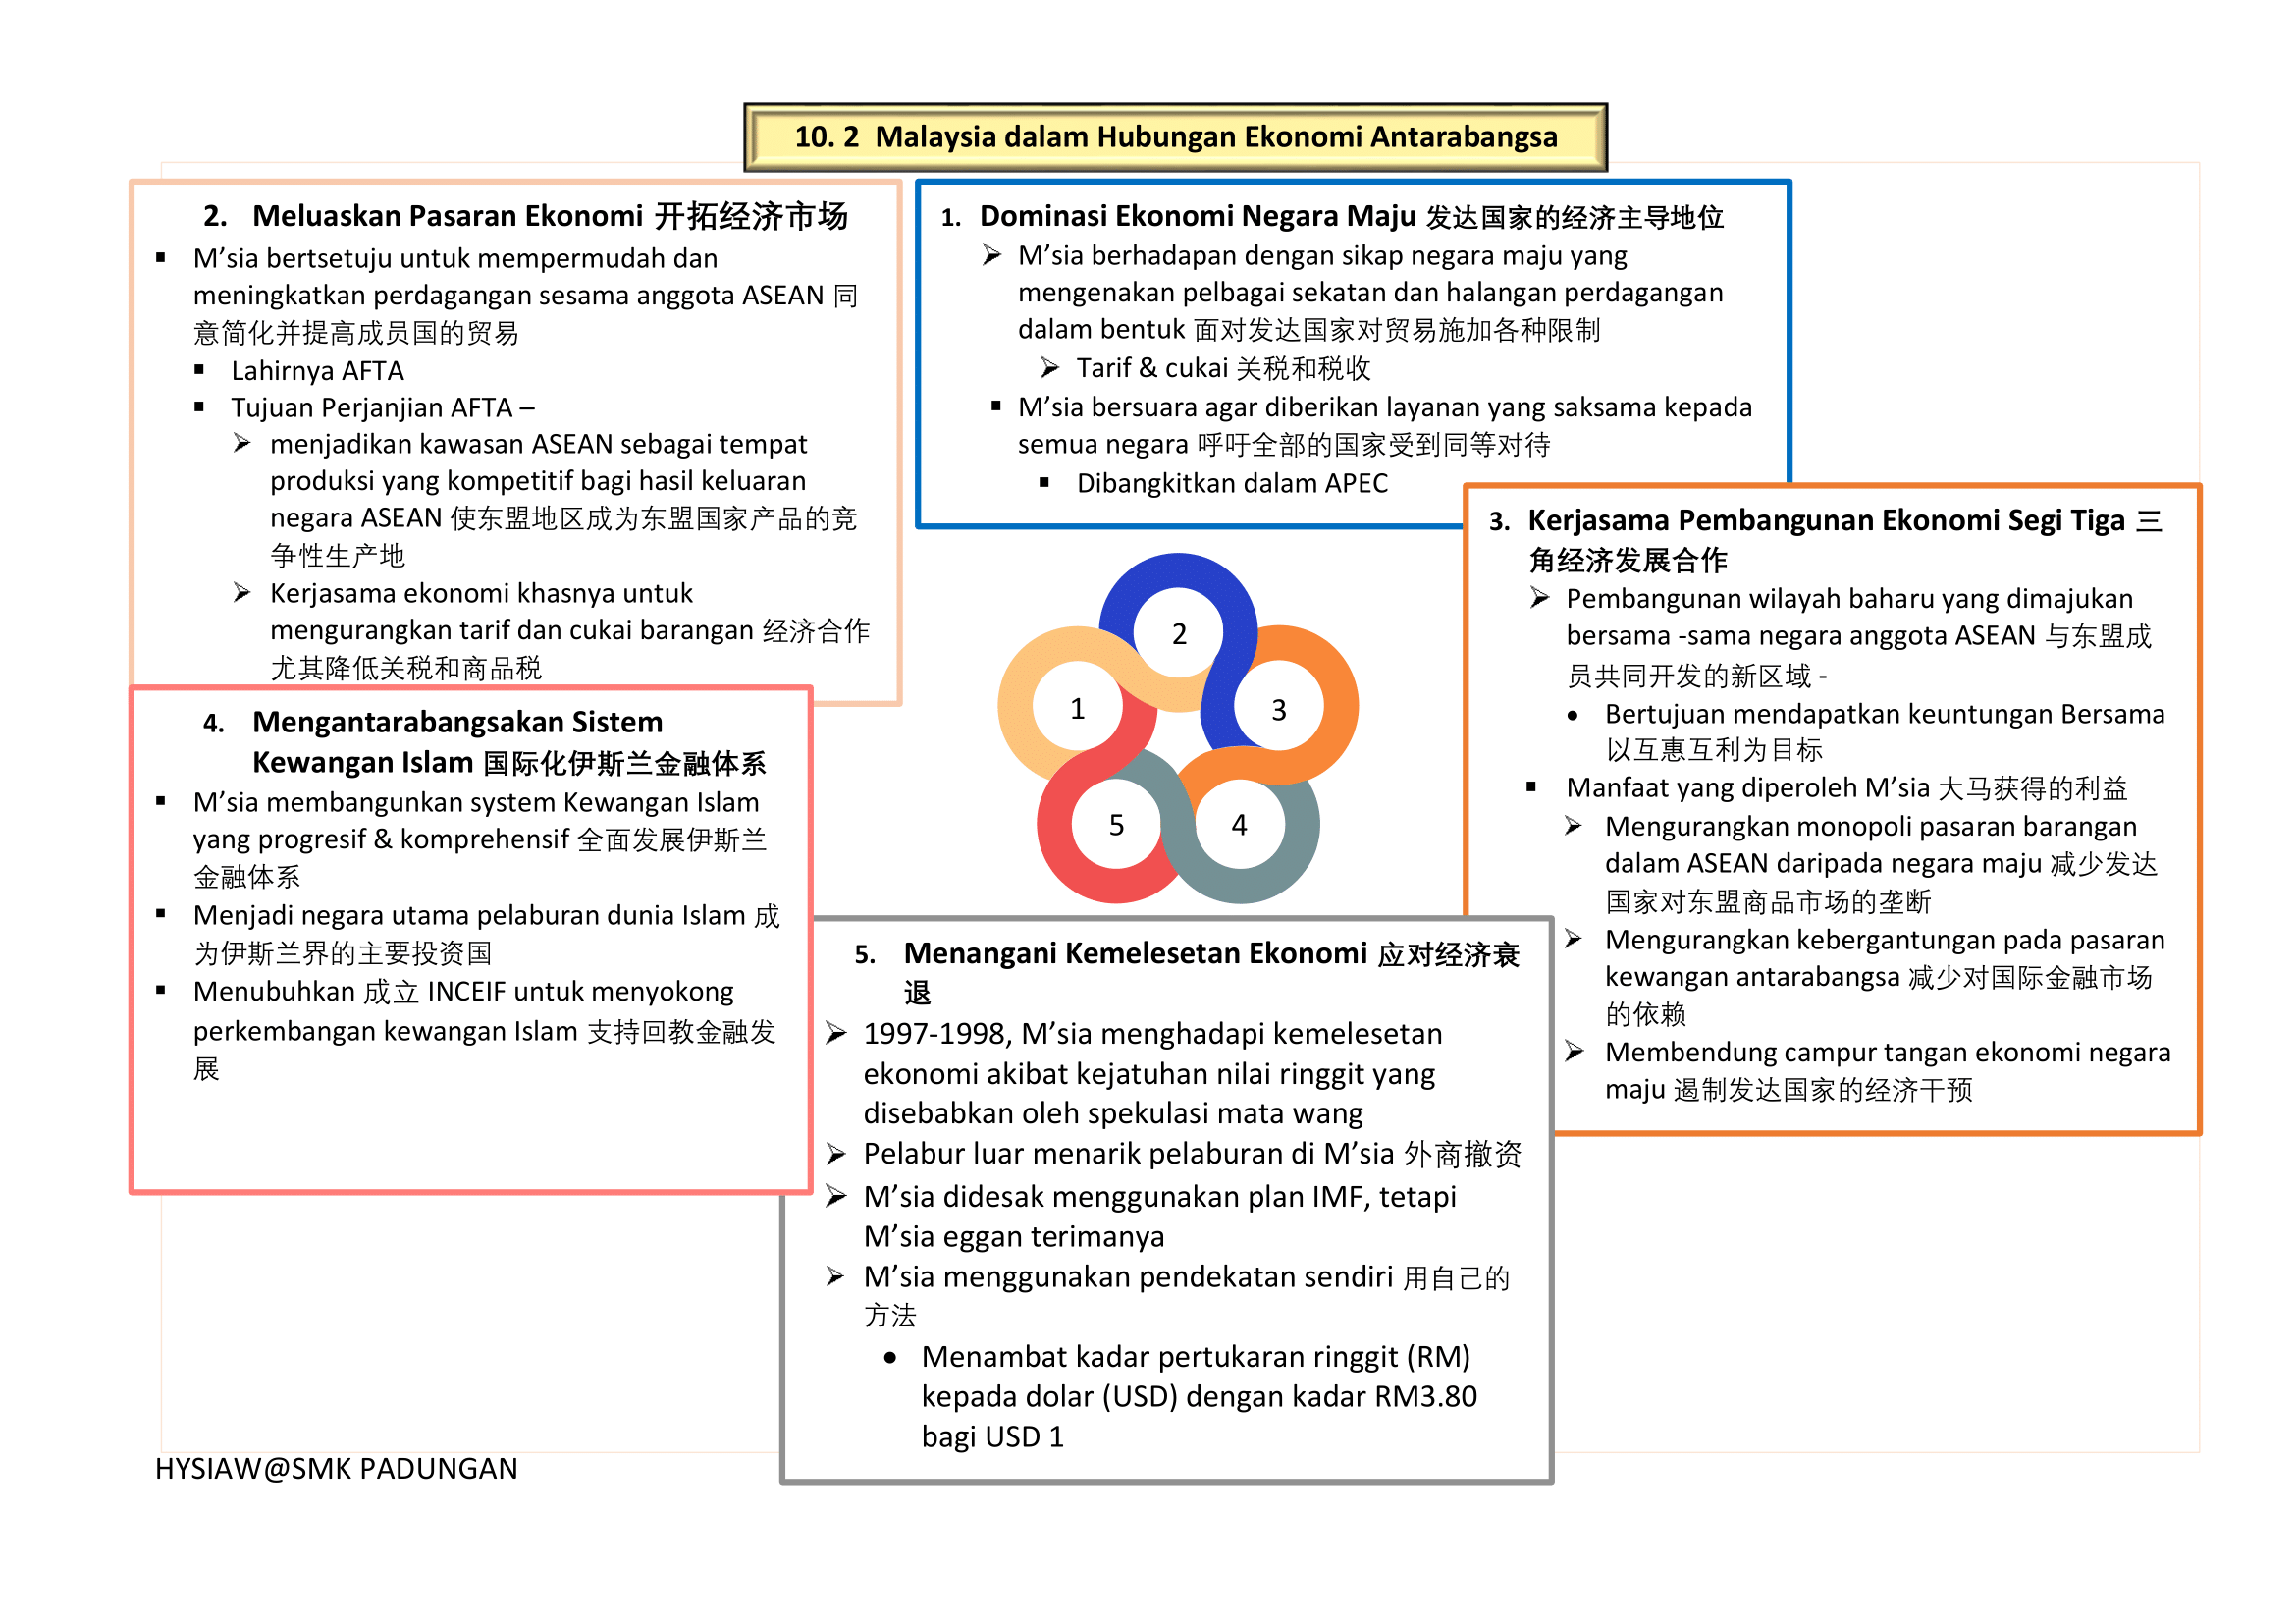 10. 2  Malaysia dalam Hubungan Ekonomi Antarabangsa
2. Meluaskan Pasaran Ekonomi 开拓经济市场
▪ M’sia bertsetuju untuk mempermudah dan
meningkatkan perdagangan sesama anggota ASEAN 同
意简化并提高成员国的贸易
▪ Lahirnya AFTA
▪ Tujuan Perjanjian AFTA –
➢ menjadikan kawasan ASEAN sebagai tempat
produksi yang kompetitif bagi hasil keluaran
negara ASEAN 使东盟地区成为东盟国家产品的竞
争性生产地
➢ Kerjasama ekonomi khasnya untuk
mengurangkan tarif dan cukai barangan 经济合作
尤其降低关税和商品税
1. Dominasi Ekonomi Negara Maju 发达国家的经济主导地位
➢ M’sia berhadapan dengan sikap negara maju yang
mengenakan pelbagai sekatan dan halangan perdagangan
dalam bentuk 面对发达国家对贸易施加各种限制
➢ Tarif & cukai 关税和税收
▪ M’sia bersuara agar diberikan layanan yang saksama kepada
semua negara 呼吁全部的国家受到同等对待
▪ Dibangkitkan dalam APEC
3. Kerjasama Pembangunan Ekonomi Segi Tiga 三
角经济发展合作
➢ Pembangunan wilayah baharu yang dimajukan
bersama -sama negara anggota ASEAN 与东盟成
员共同开发的新区域 -
• Bertujuan mendapatkan keuntungan Bersama
以互惠互利为目标
▪ Manfaat yang diperoleh M’sia 大马获得的利益
➢ Mengurangkan monopoli pasaran barangan
dalam ASEAN daripada negara maju 减少发达
国家对东盟商品市场的垄断
➢ Mengurangkan kebergantungan pada pasaran
kewangan antarabangsa 减少对国际金融市场
的依赖
➢ Membendung campur tangan ekonomi negara
maju 遏制发达国家的经济干预
2
1
3
5
4
4. Mengantarabangsakan Sistem
Kewangan Islam 国际化伊斯兰金融体系
▪ M’sia membangunkan system Kewangan Islam
yang progresif & komprehensif 全面发展伊斯兰
金融体系
▪ Menjadi negara utama pelaburan dunia Islam 成
为伊斯兰界的主要投资国
▪ Menubuhkan 成立 INCEIF untuk menyokong
perkembangan kewangan Islam 支持回教金融发
展
5. Menangani Kemelesetan Ekonomi 应对经济衰
退
➢ 1997-1998, M’sia menghadapi kemelesetan
ekonomi akibat kejatuhan nilai ringgit yang
disebabkan oleh spekulasi mata wang
➢ Pelabur luar menarik pelaburan di M’sia 外商撤资
➢ M’sia didesak menggunakan plan IMF, tetapi
M’sia eggan terimanya
➢ M’sia menggunakan pendekatan sendiri 用自己的
方法
• Menambat kadar pertukaran ringgit (RM)
kepada dolar (USD) dengan kadar RM3.80
bagi USD 1
HYSIAW@SMK PADUNGAN